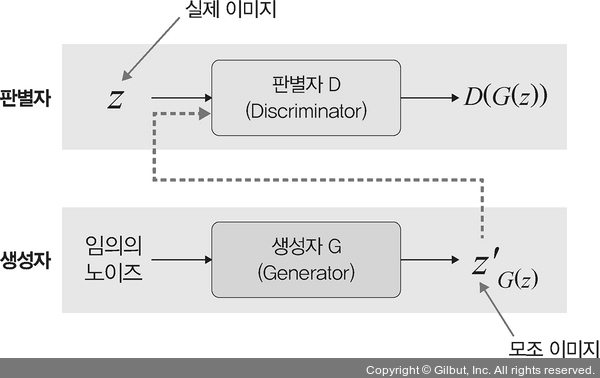 실제 이미지
판별자
z
판별자 D
(Discriminator)
D(G(z))
생성자
임의의
노이즈
생성자 G
(Generator)
z′ G(z)
모조 이미지
Copyright © Gilbut, Inc. All rights reserved.